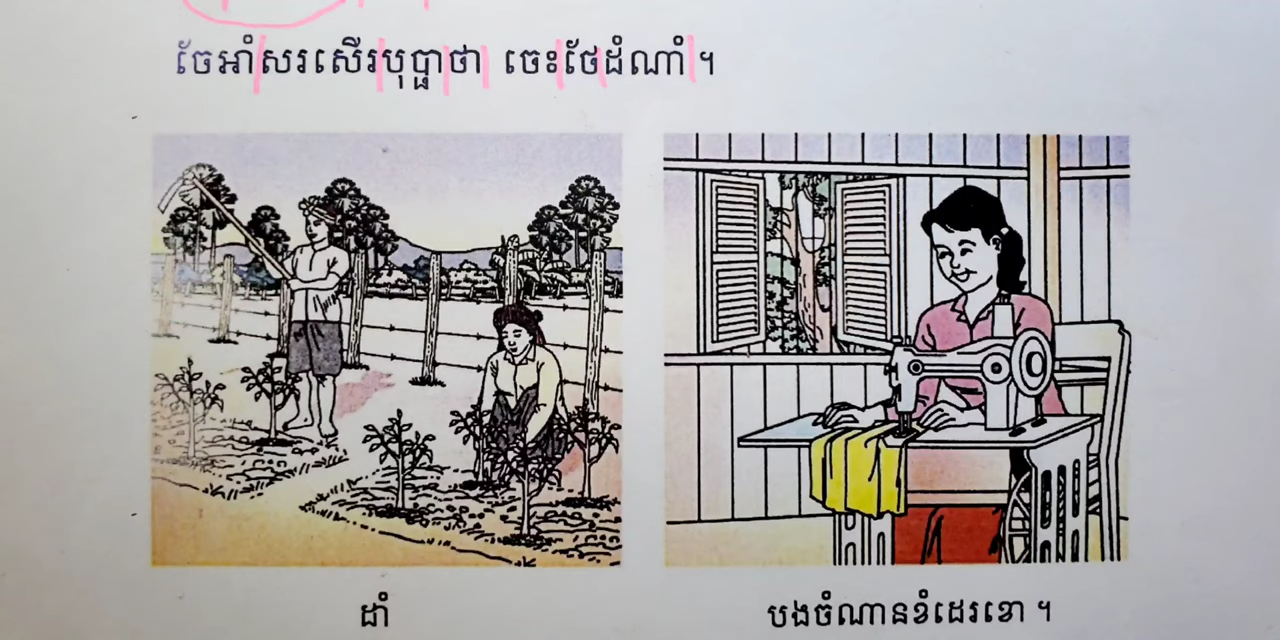 ចែអាំសរសើរបុប្ផាថា ចេះថែដំណាំ ។
ដាំ
បងចំណានខំដេរខោ ។